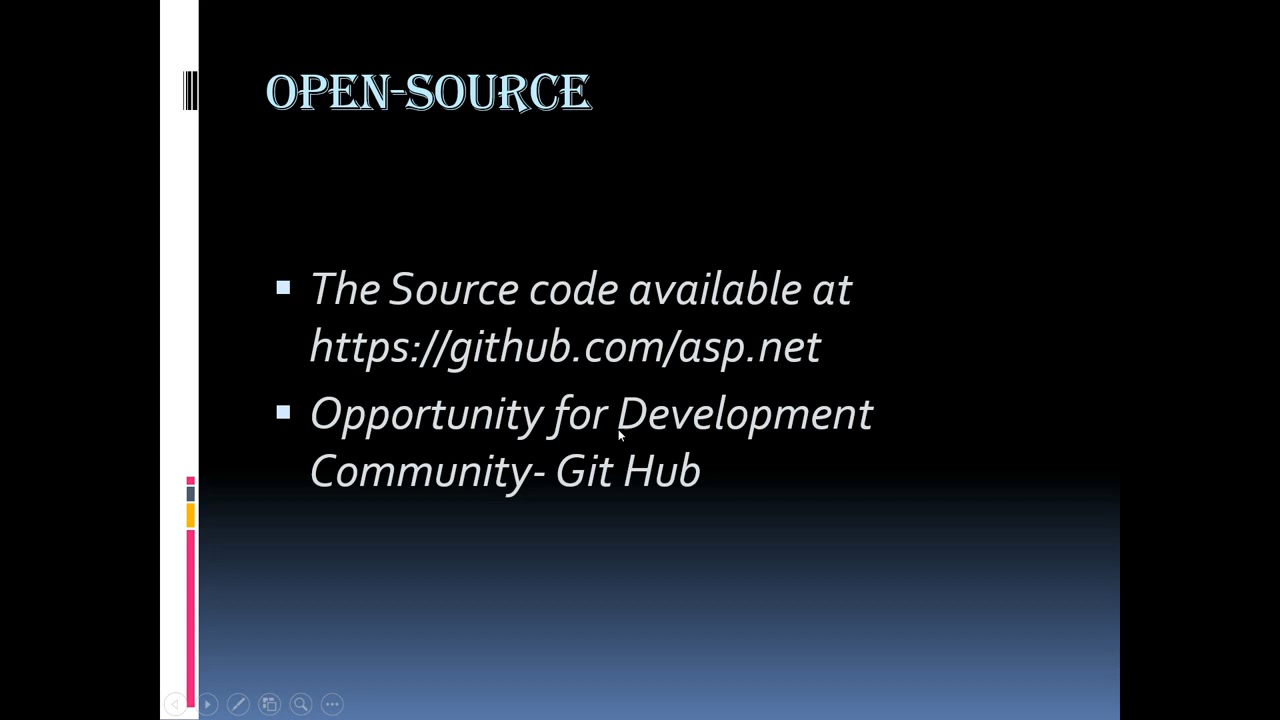 OPEN-SOURCE
The Source code available at
https://github.com/asp.net
Opportunity for Development
Community- Git Hub